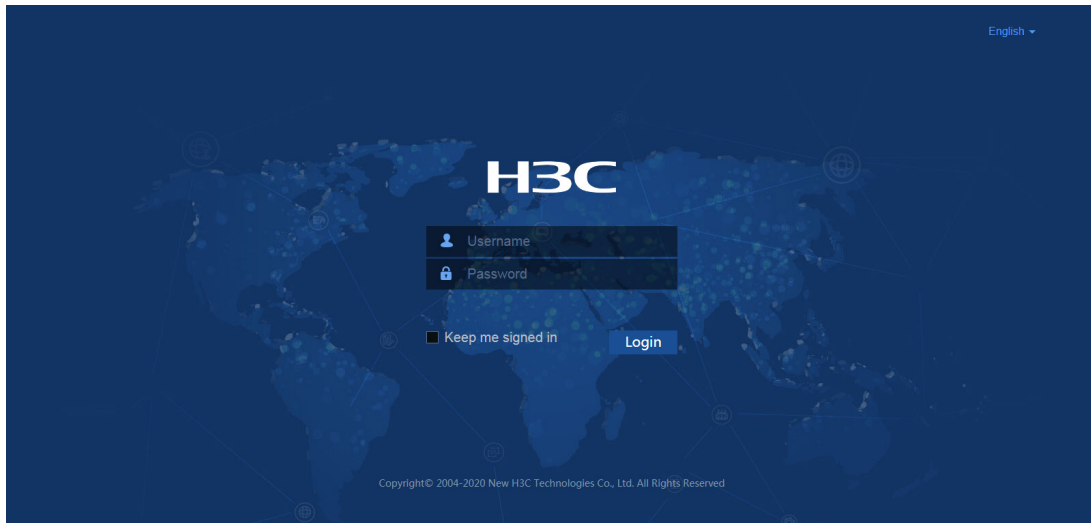 English
H3C
Username
Password
Keep me signed in
Login
Copyright© 2004-2020 New H3C Technologies Co., Ltd. All Rights Reserved